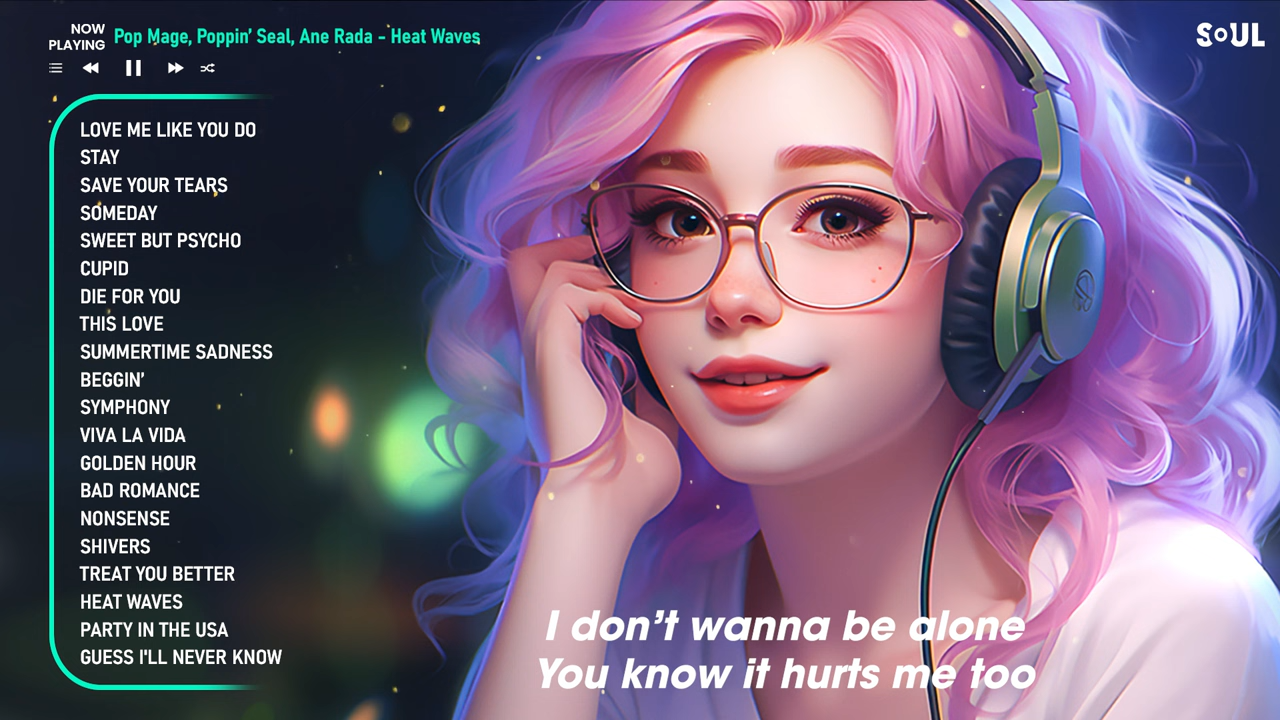 NOW
PLAYING
Pop Mage, Poppin' Seal, Ane Rada - Heat Waves
SOUL
LOVE ME LIKE YOU DO
STAY
SAVE YOUR TEARS
SOMEDAY
SWEET BUT PSYCHO
CUPID
DIE FOR YOU
THIS LOVE
SUMMERTIME SADNESS
BEGGIN'
SYMPHONY
VIVA LA VIDA
GOLDEN HOUR
BAD ROMANCE
NONSENSE
SHIVERS
TREAT YOU BETTER
HEAT WAVES
PARTY IN THE USA
GUESS I'LL NEVER KNOW
I don't wanna be alone
You know it hurts me too